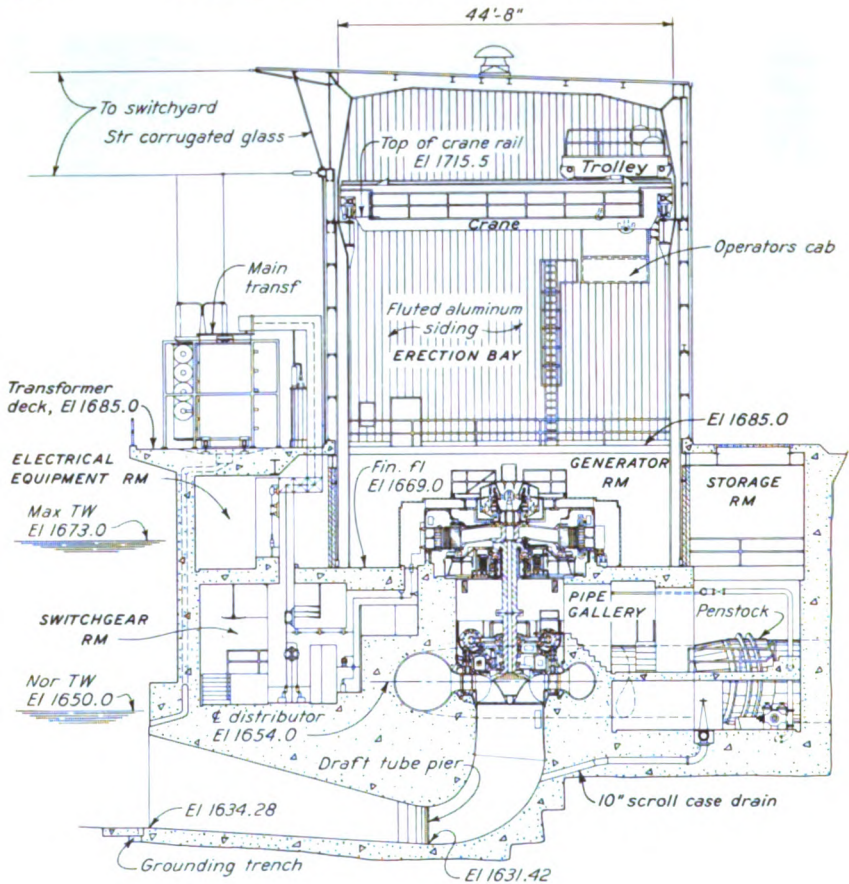 44'-8"
To switchyard
Str corrugated glass
Top of crane rail
El 1715.5
Trolley
Crane
Operators cab
Main
transf
Fluted aluminum
siding
ERECTION BAY
Transformer
deck, El 1685.0
El 1685.0
ELECTRICAL
EQUIPMENT RM
Fin. fl
El 1669.0
GENERATOR
RM
STORAGE
RM
Max TW
El 1673.0
SWITCHGEAR
RM
PIPE
GALLERY
Penstock
Nor TW
El 1650.0
℄ distributor
El 1654.0
Draft tube pier
10" scroll case drain
El 1634.28
Grounding trench
El 1631.42